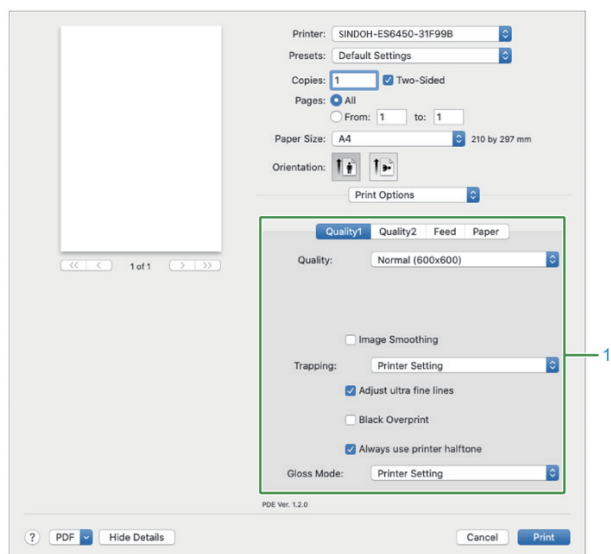 Printer: SINDOH-ES6450-31F99B
Presets: Default Settings
Copies: 1 Two-Sided
Pages: All
From: 1 to: 1
Paper Size: A4 210 by 297 mm
Orientation:
Print Options
Quality1 Quality2 Feed Paper
Quality: Normal (600x600)
<< < 1 of 1 > >>
Image Smoothing
Trapping: Printer Setting
1
Adjust ultra fine lines
Black Overprint
Always use printer halftone
Gloss Mode: Printer Setting
PDE Ver. 1.2.0
? PDF Hide Details Cancel Print